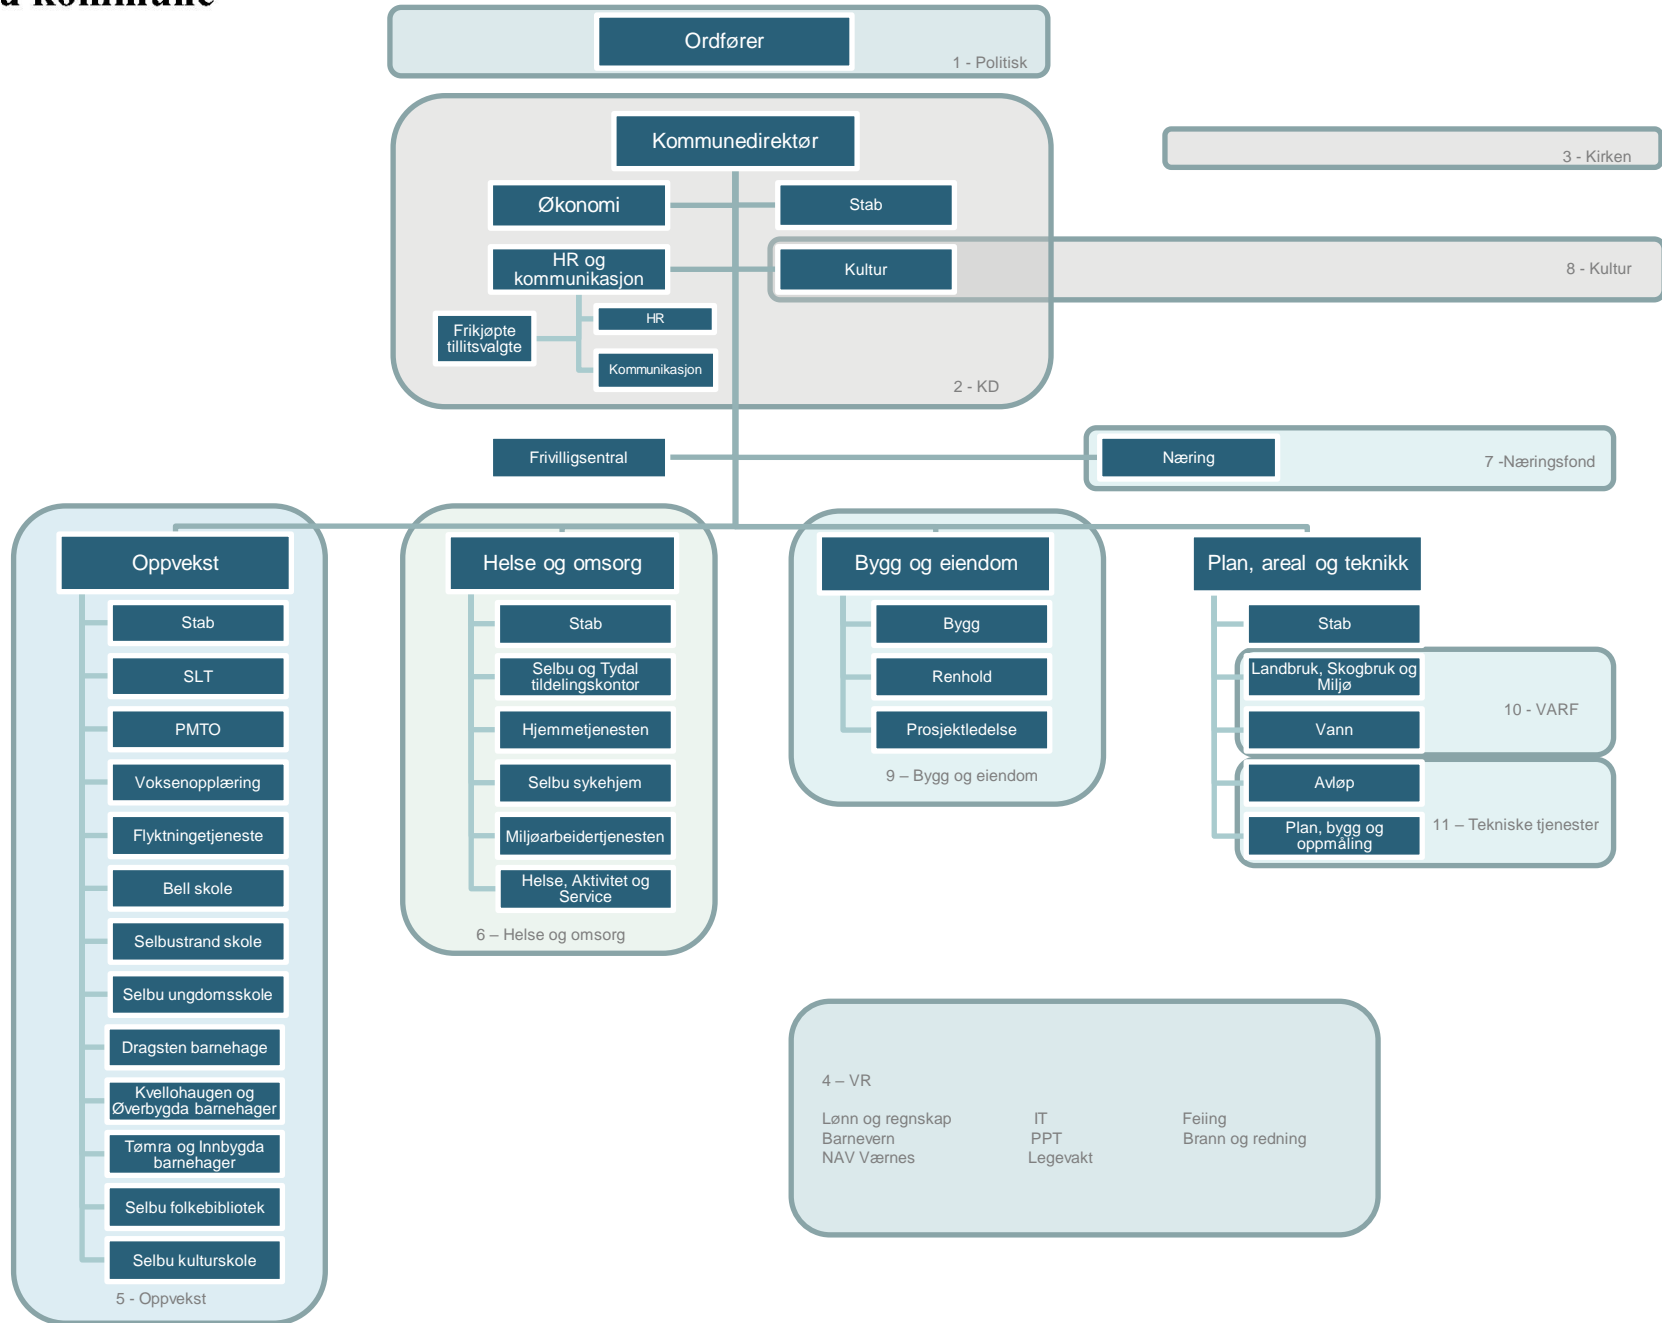 kommune
Ordfører
1 - Politisk
Kommunedirektør
3 - Kirken
Økonomi
Stab
HR og
kommunikasjon
Kultur
8 - Kultur
Frikjøpte
tillitsvalgte
HR
Kommunikasjon
2 - KD
Frivilligsentral
Næring
7 -Næringsfond
Oppvekst
Stab
SLT
PMTO
Voksenopplæring
Flyktningetjeneste
Bell skole
Selbustrand skole
Selbu ungdomsskole
Dragsten barnehage
Kvellohaugen og
Øverbygda barnehager
Tømra og Innbygda
barnehager
Selbu folkebibliotek
Selbu kulturskole
5 - Oppvekst
Helse og omsorg
Stab
Selbu og Tydal
tildelingskontor
Hjemmetjenesten
Selbu sykehjem
Miljøarbeidertjenesten
Helse, Aktivitet og
Service
6 – Helse og omsorg
Bygg og eiendom
Bygg
Renhold
Prosjektledelse
9 – Bygg og eiendom
Plan, areal og teknikk
Stab
Landbruk, Skogbruk og
Miljø
Vann
10 - VARF
Avløp
Plan, bygg og
oppmåling
11 – Tekniske tjenester
4 – VR
Lønn og regnskap IT Feiing
Barnevern PPT Brann og redning
NAV Værnes Legevakt